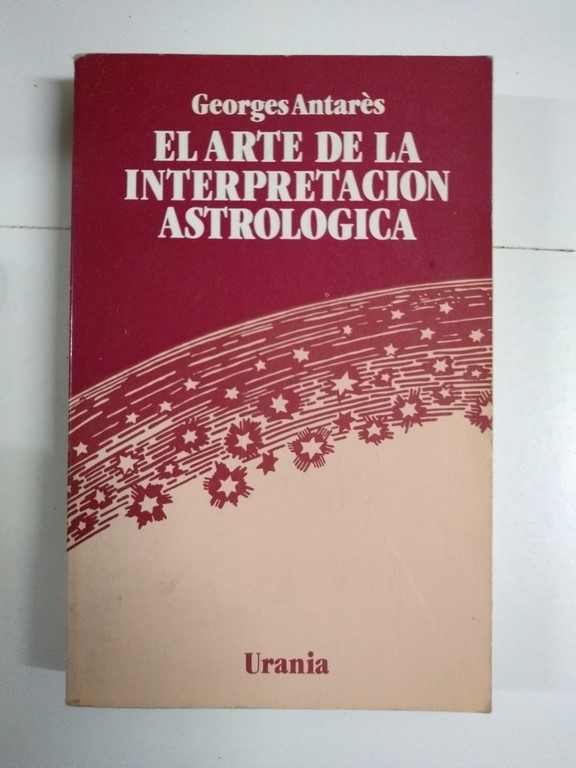 Georges Antarès
EL ARTE DE LA
INTERPRETACION
ASTROLOGICA
Urania